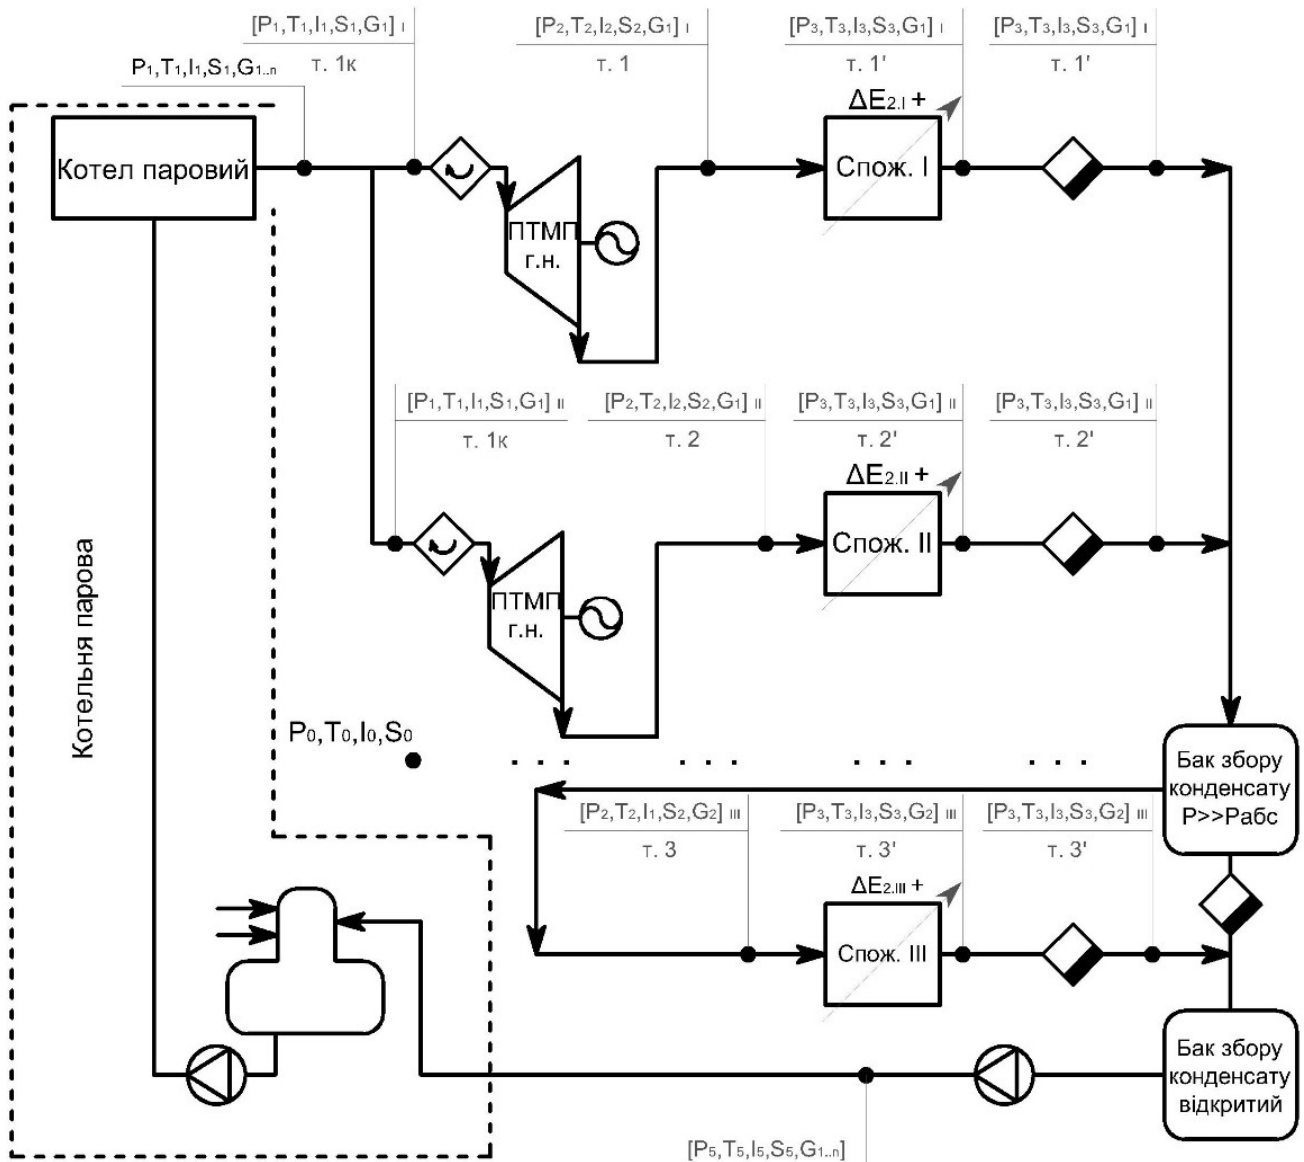 [P₁,T₁,I₁,S₁,G₁] I
т. 1к
[P₂,T₂,I₂,S₂,G₁] I
т. 1
[P₃,T₃,I₃,S₃,G₁] I
т. 1'
[P₃,T₃,I₃,S₃,G₁] I
т. 1'
P₁,T₁,I₁,S₁,G₁..n
ΔE₂.I +
Котел паровий
Спож. I
ПТМП
г.н.
[P₁,T₁,I₁,S₁,G₁] II
т. 1к
[P₂,T₂,I₂,S₂,G₁] II
т. 2
[P₃,T₃,I₃,S₃,G₁] II
т. 2'
[P₃,T₃,I₃,S₃,G₁] II
т. 2'
ΔE₂.II +
Спож. II
ПТМП
г.н.
Котельня парова
P₀,T₀,I₀,S₀
. . .
. . .
. . .
. . .
Бак збору
конденсату
P>>Pабс
[P₂,T₂,I₁,S₂,G₂] III
т. 3
[P₃,T₃,I₃,S₃,G₂] III
т. 3'
[P₃,T₃,I₃,S₃,G₂] III
т. 3'
ΔE₂.III +
Спож. III
Бак збору
конденсату
відкритий
[P₅,T₅,I₅,S₅,G₁..n]